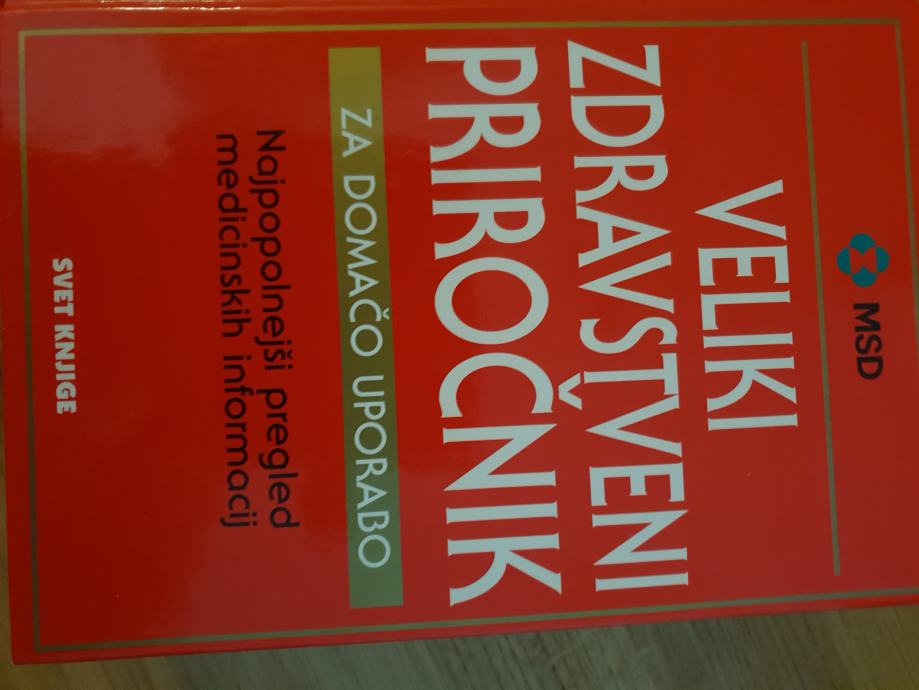 MSD
VELIKI
ZDRAVSTVENI
PRIROČNIK
ZA DOMAČO UPORABO
Najpopolnejši pregled
medicinskih informacij
SVET KNJIGE